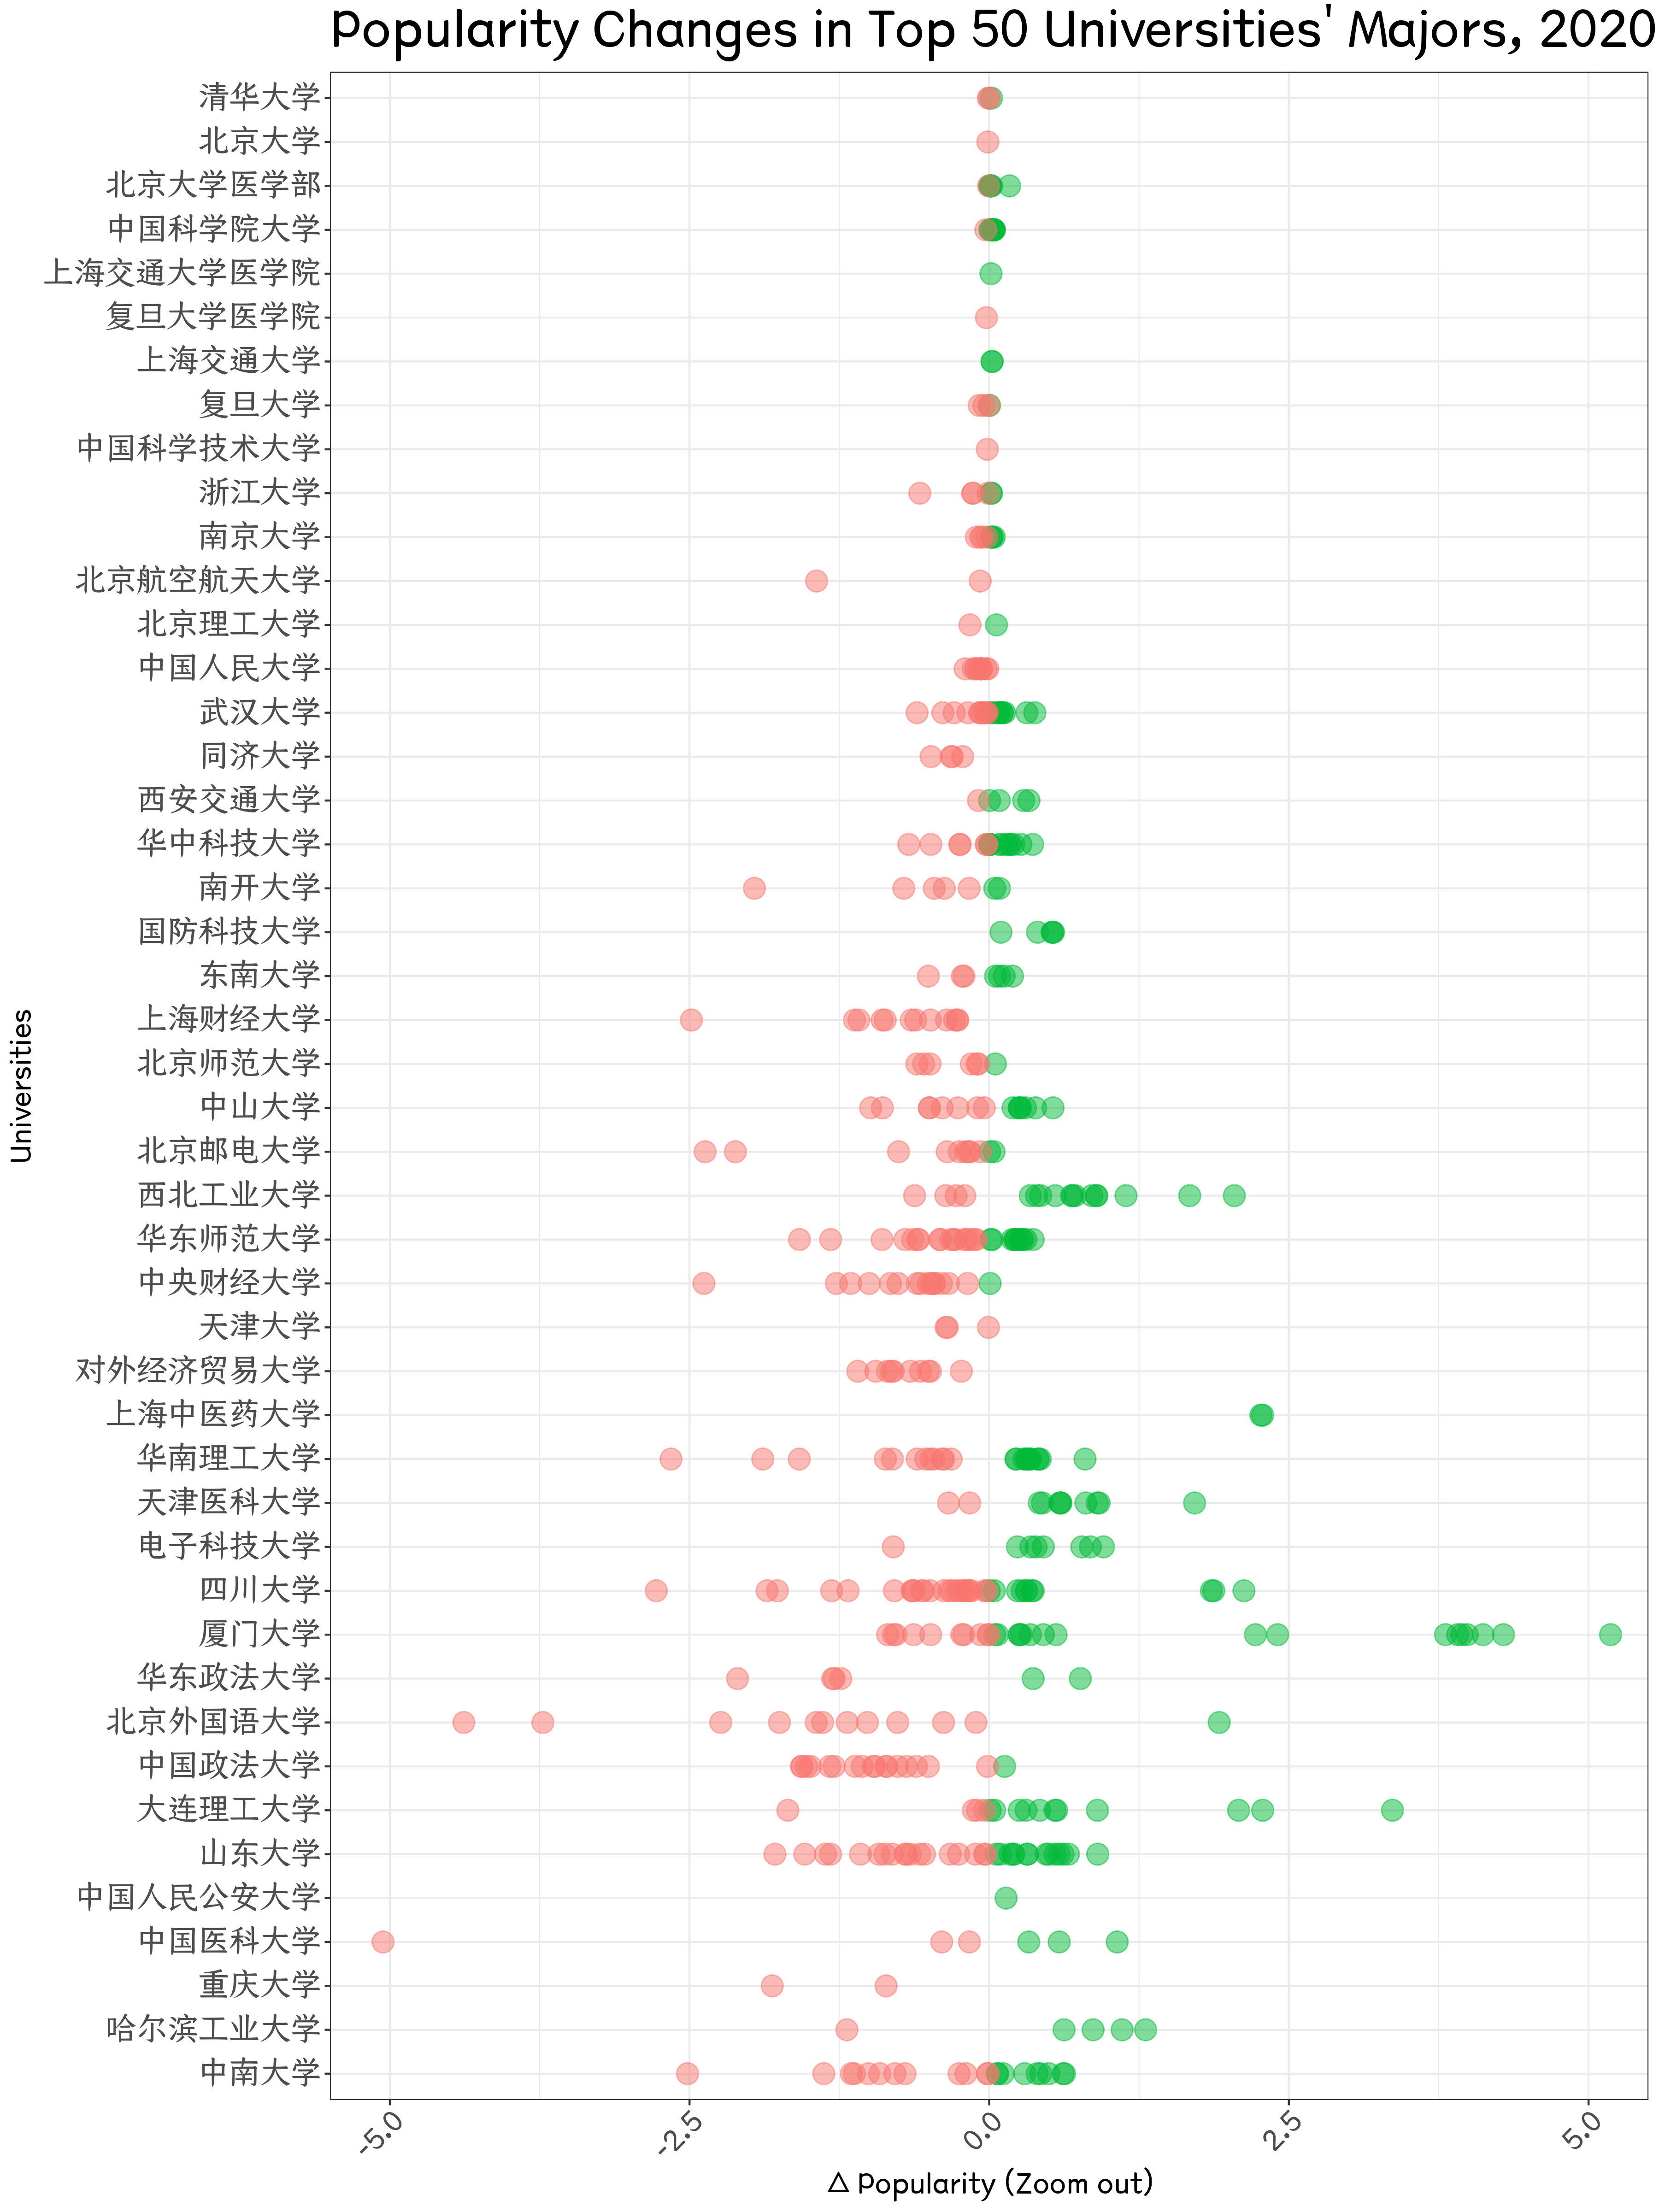 Popularity Changes in Top 50 Universities' Majors, 2020
清华大学
北京大学
北京大学医学部
中国科学院大学
上海交通大学医学院
复旦大学医学院
上海交通大学
复旦大学
中国科学技术大学
浙江大学
南京大学
北京航空航天大学
北京理工大学
中国人民大学
武汉大学
同济大学
西安交通大学
华中科技大学
南开大学
国防科技大学
东南大学
上海财经大学
北京师范大学
中山大学
北京邮电大学
西北工业大学
华东师范大学
中央财经大学
天津大学
对外经济贸易大学
上海中医药大学
华南理工大学
天津医科大学
电子科技大学
四川大学
厦门大学
华东政法大学
北京外国语大学
中国政法大学
大连理工大学
山东大学
中国人民公安大学
中国医科大学
重庆大学
哈尔滨工业大学
中南大学
Universities
-5.0 -2.5 0.0 2.5 5.0
△ Popularity (Zoom out)